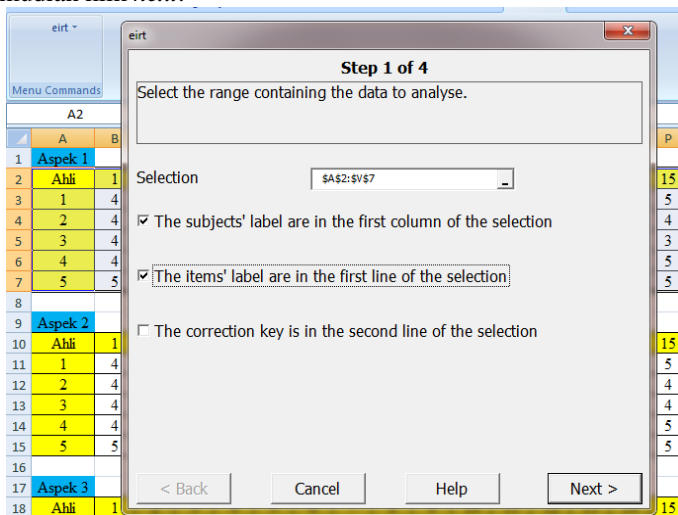 eirt
eirt
Step 1 of 4
Menu Commands
Select the range containing the data to analyse.
A2
A B P
1 Aspek 1
2 Ahli 1 15
Selection $A$2:$V$7
3 1 4 5
4 2 4 4
The subjects' label are in the first column of the selection
5 3 4 3
6 4 4 5
The items' label are in the first line of the selection
7 5 5 5
8
9 Aspek 2
The correction key is in the second line of the selection
10 Ahli 1 15
11 1 4 5
12 2 4 4
13 3 4 4
14 4 4 5
15 5 5 5
16
17 Aspek 3
< Back Cancel Help Next >
18 Ahli 1 15